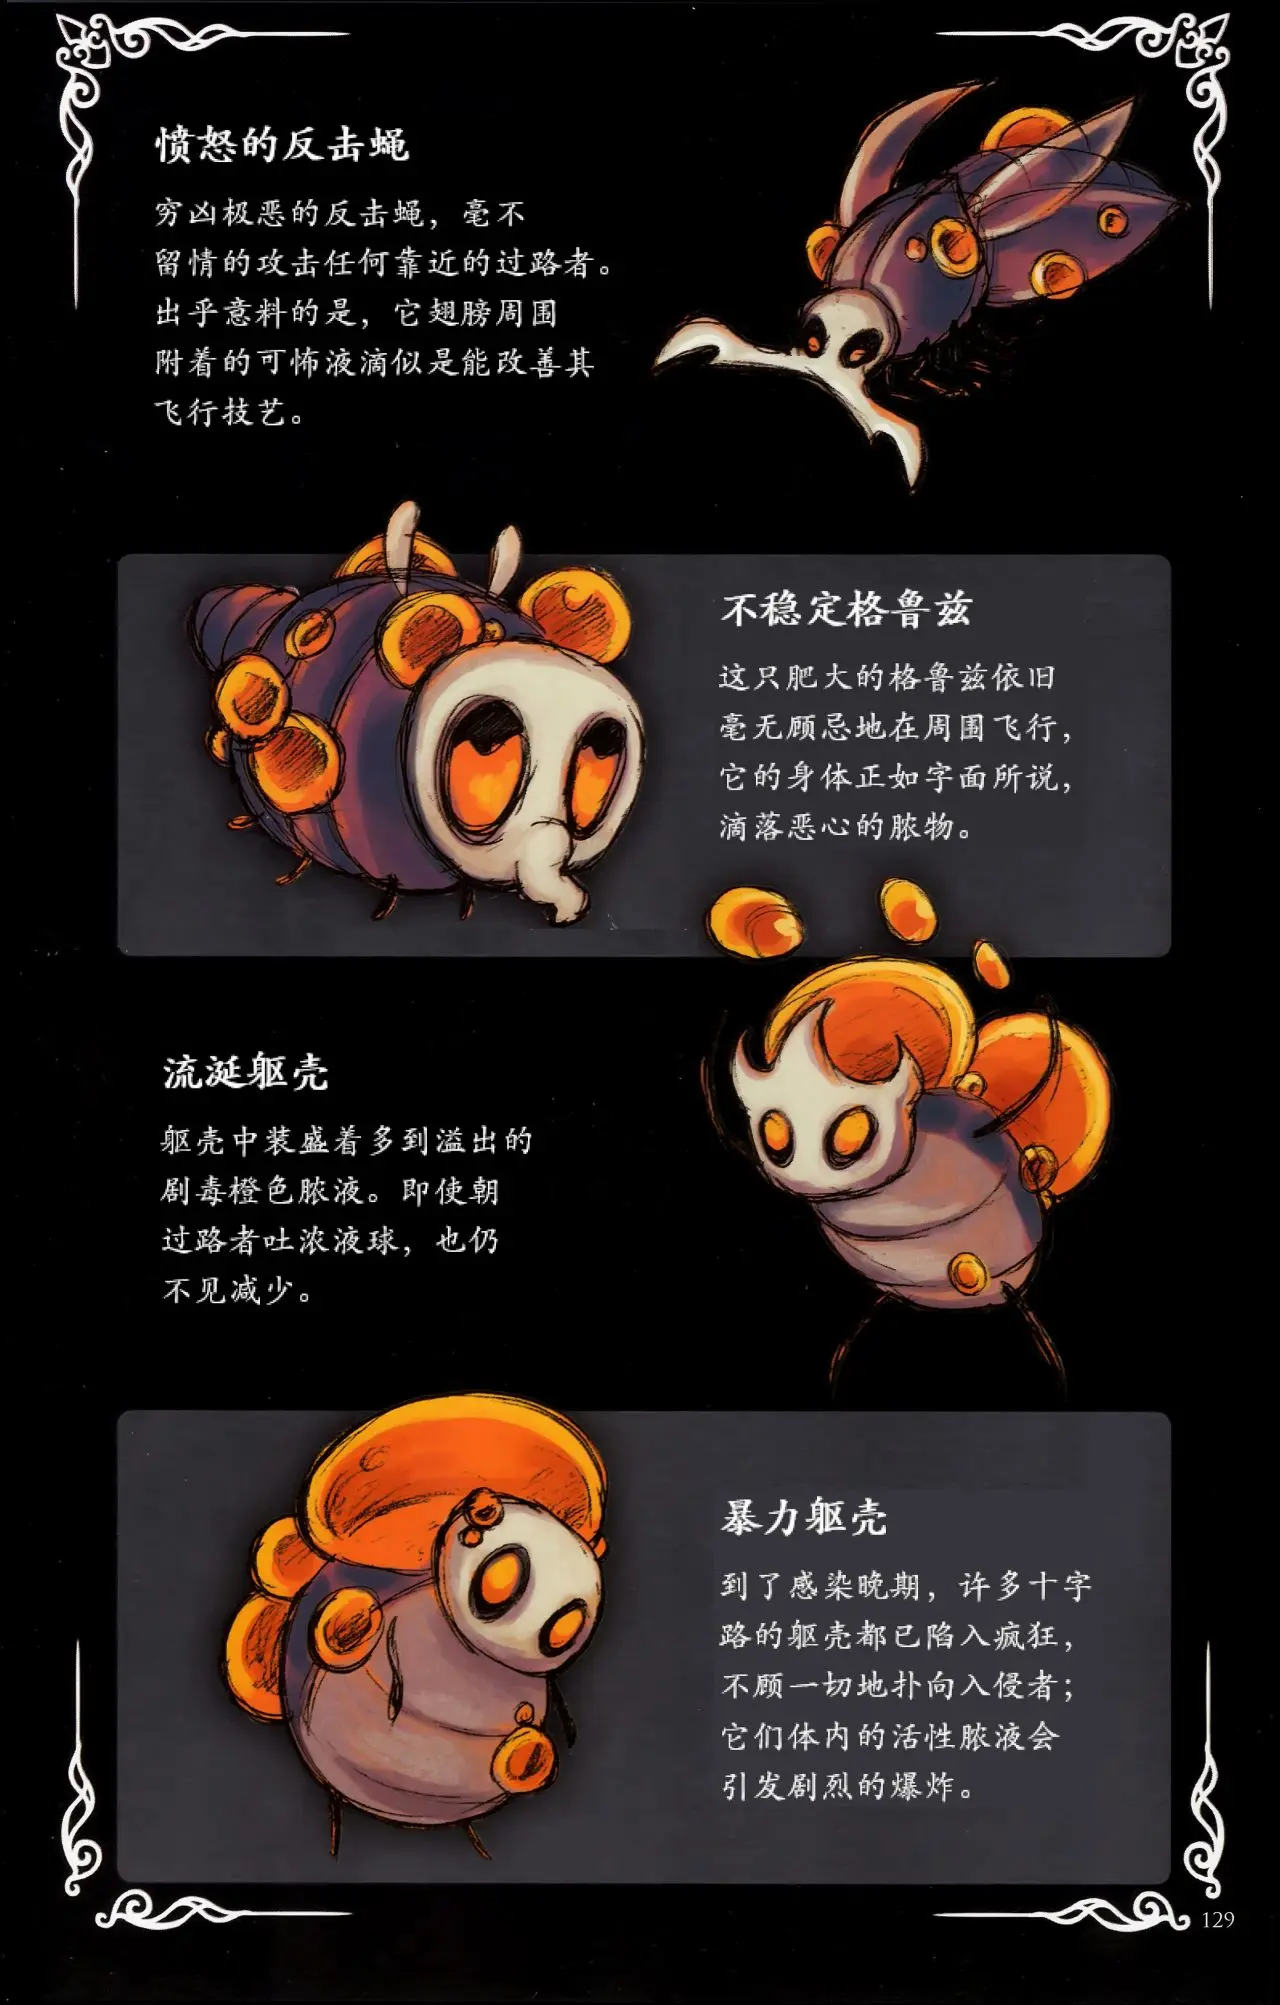 愤怒的反击蝇
穷凶极恶的反击蝇，毫不
留情的攻击任何靠近的过路者。
出乎意料的是，它翅膀周围
附着的可怖液滴似是能改善其
飞行技艺。
不稳定格鲁兹
这只肥大的格鲁兹依旧
毫无顾忌地在周围飞行，
它的身体正如字面所说，
滴落恶心的脓物。
流涎躯壳
躯壳中装盛着多到溢出的
剧毒橙色脓液。即使朝
过路者吐浓液球，也仍
不见减少。
暴力躯壳
到了感染晚期，许多十字
路的躯壳都已陷入疯狂，
不顾一切地扑向入侵者；
它们体内的活性脓液会
引发剧烈的爆炸。
129